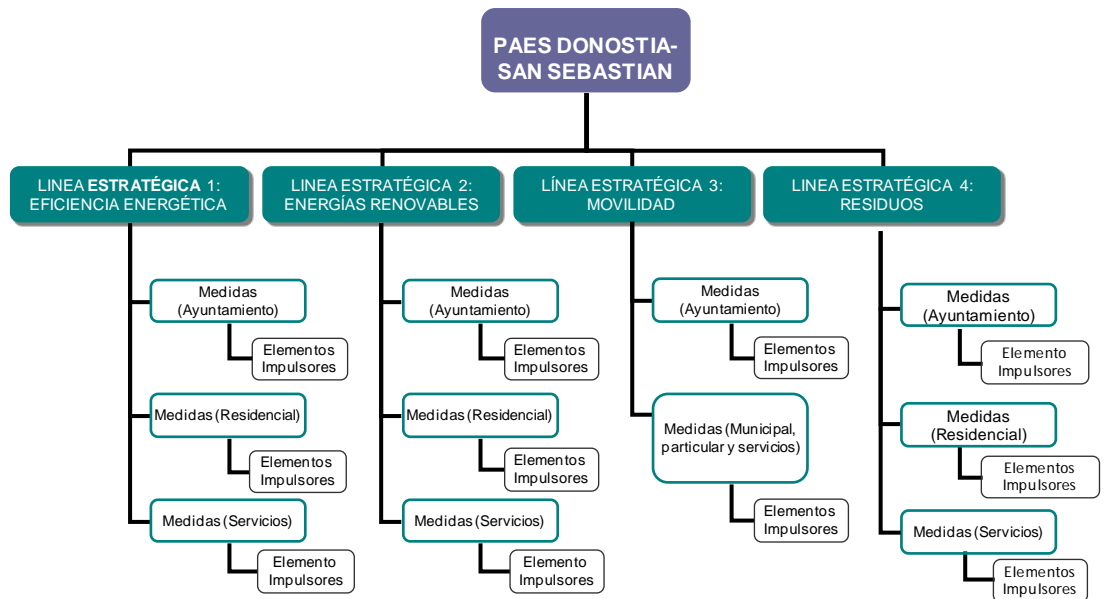 PAES DONOSTIA-
SAN SEBASTIAN
LINEA ESTRATÉGICA 1:
EFICIENCIA ENERGÉTICA
Medidas
(Ayuntamiento)
Elementos
Impulsores
Medidas (Residencial)
Elementos
Impulsores
Medidas (Servicios)
Elemento
Impulsores
LINEA ESTRATÉGICA 2:
ENERGÍAS RENOVABLES
Medidas
(Ayuntamiento)
Elementos
Impulsores
Medidas (Residencial)
Elementos
Impulsores
Medidas (Servicios)
Elemento
Impulsores
LÍNEA ESTRATÉGICA 3:
MOVILIDAD
Medidas
(Ayuntamiento)
Elementos
Impulsores
Medidas (Municipal,
particular y servicios)
Elementos
Impulsores
LINEA ESTRATÉGICA 4:
RESIDUOS
Medidas
(Ayuntamiento)
Elemento
Impulsores
Medidas
(Residencial)
Elementos
Impulsores
Medidas (Servicios)
Elementos
Impulsores